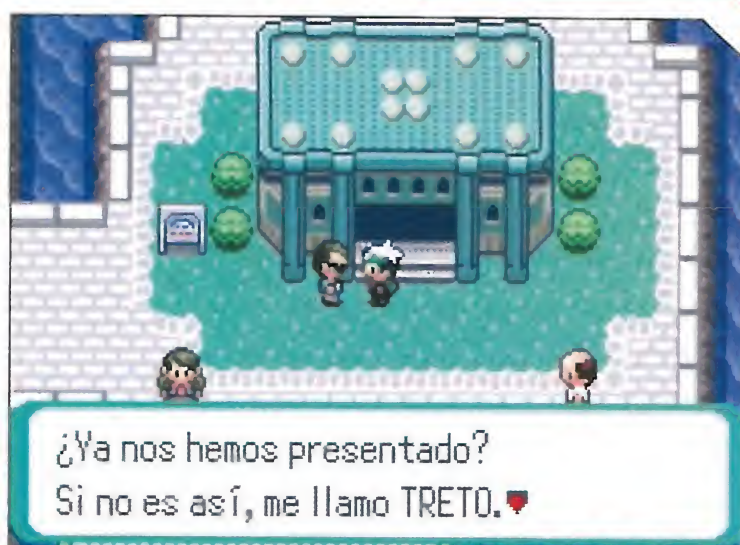 ¿Ya nos hemos presentado?
Si no es así, me llamo TRETO.